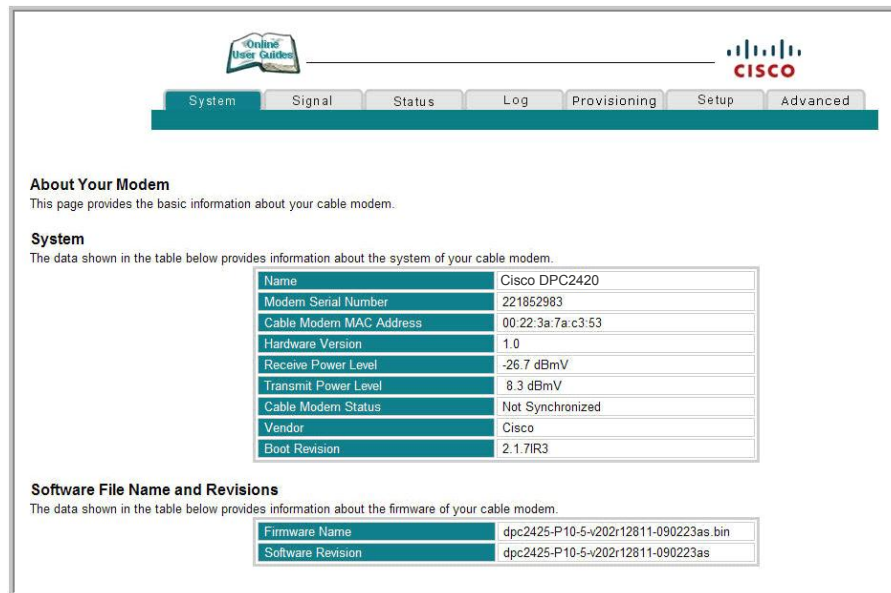 Online
User Guides
CISCO
System Signal Status Log Provisioning Setup Advanced
About Your Modem
This page provides the basic information about your cable modem.
System
The data shown in the table below provides information about the system of your cable modem.
Name Cisco DPC2420
Modem Serial Number 221852983
Cable Modem MAC Address 00:22:3a:7a:c3:53
Hardware Version 1.0
Receive Power Level -26.7 dBmV
Transmit Power Level 8.3 dBmV
Cable Modem Status Not Synchronized
Vendor Cisco
Boot Revision 2.1.7IR3
Software File Name and Revisions
The data shown in the table below provides information about the firmware of your cable modem.
Firmware Name dpc2425-P10-5-v202r12811-090223as.bin
Software Revision dpc2425-P10-5-v202r12811-090223as